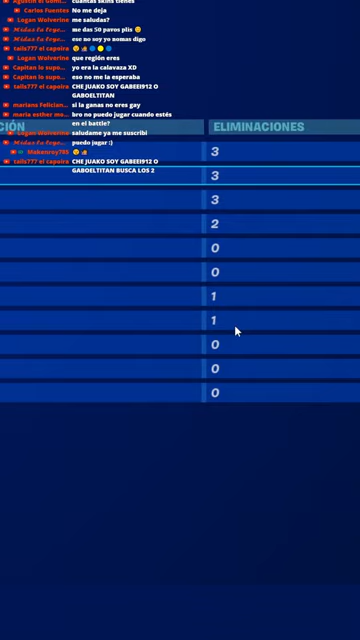 cuantas skins tienes
Carlos Fuentes No me deja
Logan Wolverine me saludas?
me das 50 pavos plis 😢
ese no soy yo nomas digo
tails777 el capoira
Logan Wolverine que región eres
Capitan lo supo... yo era la calavaza XD
Capitan lo supo... eso no me la esperaba
tails777 el capoira CHE JUAKO SOY GABEEI912 O
GABOELTITAN
mariana Felician... si la ganas no eres gay
maria esther mo... bro no puedo jugar cuando estés
en el battle?
Logan Wolverine saludame ya me suscribi
puedo jugar :)
Makenroy785
tails777 el capoira CHE JUAKO SOY GABEEI912 O
GABOELTITAN BUSCA LOS 2
CIÓN ELIMINACIONES
3
3
3
2
0
0
1
1
0
0
0